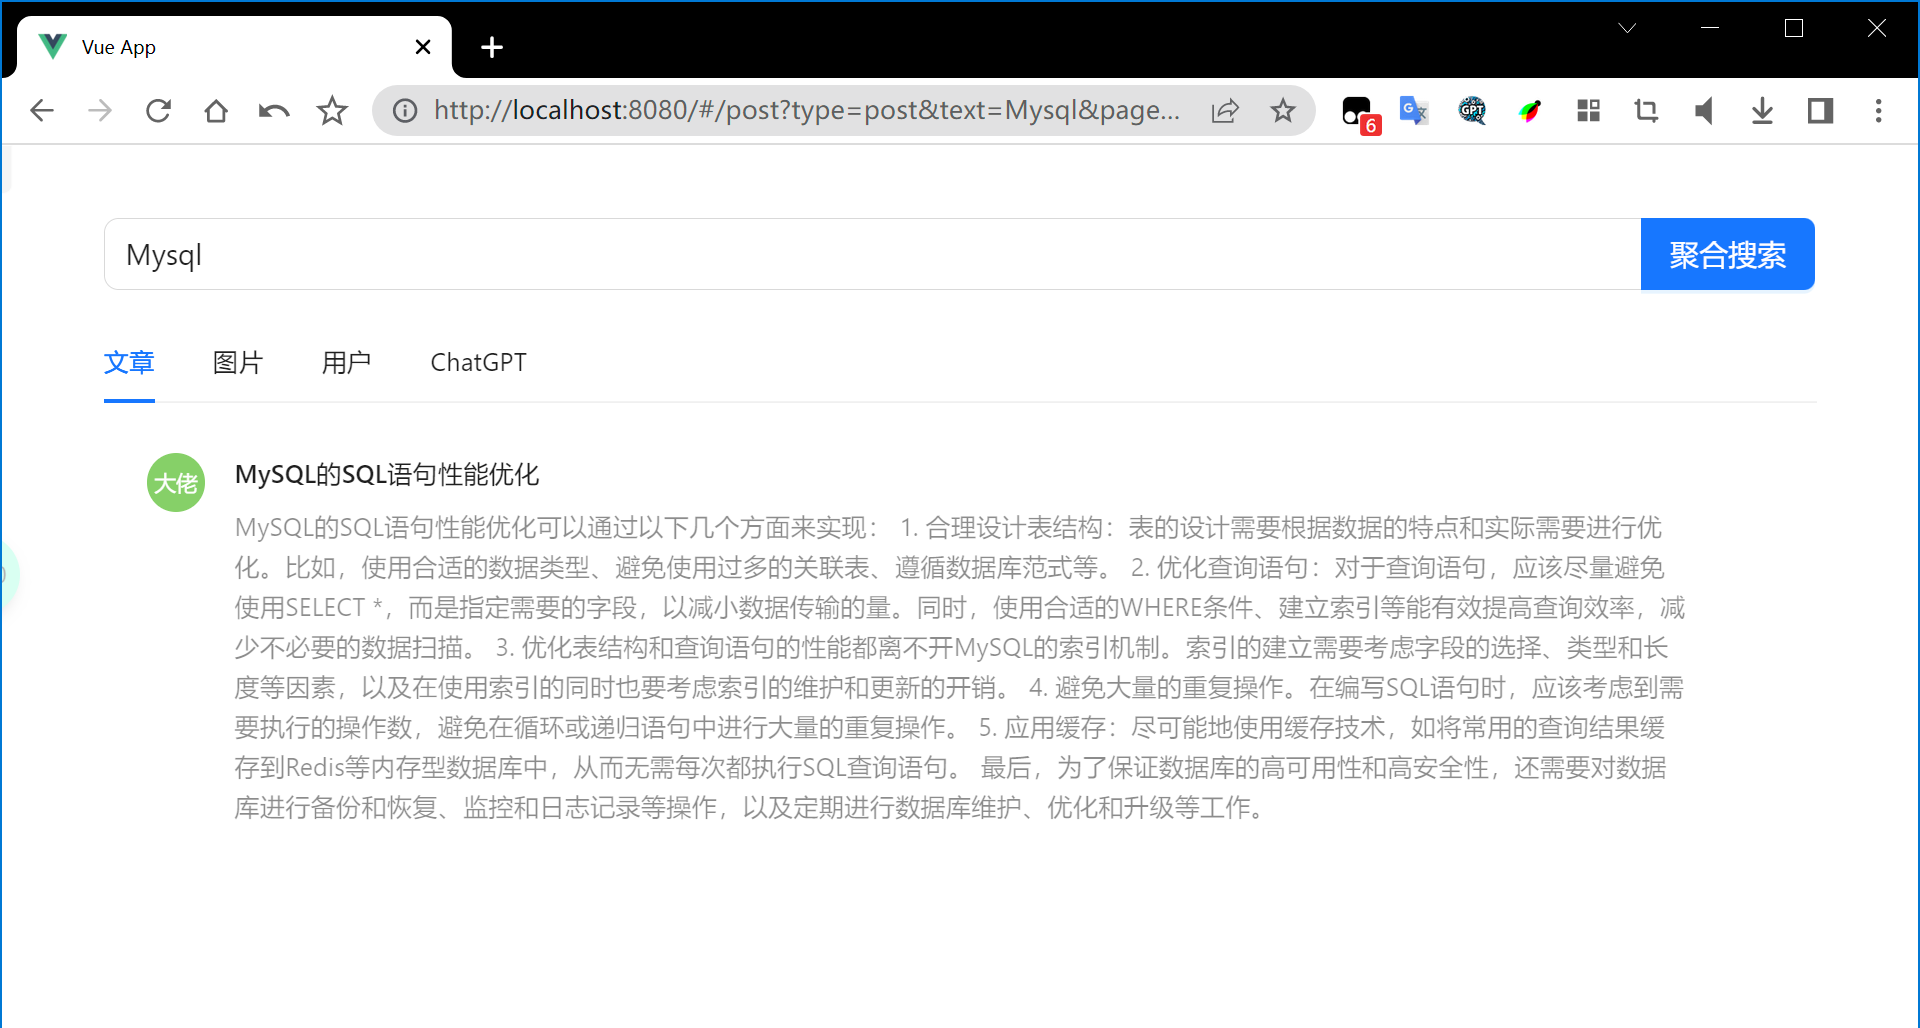 Vue App
http://localhost:8080/#/post?type=post&text=Mysql&page...
6
Mysql
聚合搜索
文章 图片 用户 ChatGPT
大佬
MySQL的SQL语句性能优化
MySQL的SQL语句性能优化可以通过以下几个方面来实现： 1. 合理设计表结构：表的设计需要根据数据的特点和实际需要进行优
化。比如，使用合适的数据类型、避免使用过多的关联表、遵循数据库范式等。 2. 优化查询语句：对于查询语句，应该尽量避免
使用SELECT *，而是指定需要的字段，以减小数据传输的量。同时，使用合适的WHERE条件、建立索引等能有效提高查询效率，减
少不必要的数据扫描。 3. 优化表结构和查询语句的性能都离不开MySQL的索引机制。索引的建立需要考虑字段的选择、类型和长
度等因素，以及在使用索引的同时也要考虑索引的维护和更新的开销。 4. 避免大量的重复操作。在编写SQL语句时，应该考虑到需
要执行的操作数，避免在循环或递归语句中进行大量的重复操作。 5. 应用缓存：尽可能地使用缓存技术，如将常用的查询结果缓
存到Redis等内存型数据库中，从而无需每次都执行SQL查询语句。 最后，为了保证数据库的高可用性和高安全性，还需要对数据
库进行备份和恢复、监控和日志记录等操作，以及定期进行数据库维护、优化和升级等工作。